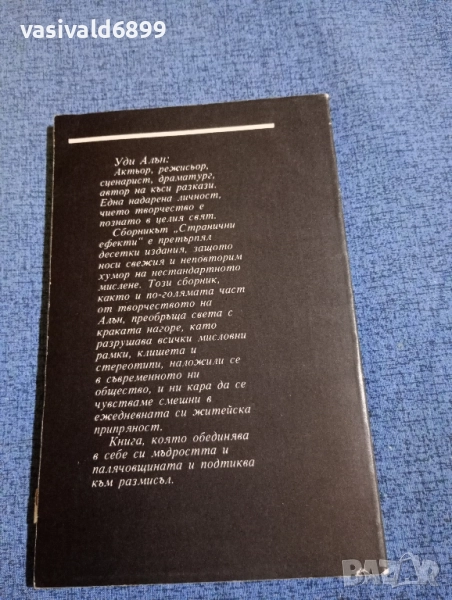 vasivald6899
Уди Алън:
Актьор, режисьор,
сценарист, драматург,
автор на къси разкази.
Една надарена личност,
чието творчество е
познато в целия свят.
Сборникът „Странични
ефекти" е претърпял
десетки издания, защото
носи свежия и неповторим
хумор на нестандартното
мислене. Този сборник,
както и по-голямата част
от творчеството на
Алън, преобръща света с
краката нагоре, като
разрушава всички мисловни
рамки, клишета и
стереотипи, наложили се
в съвременното ни
общество, и ни кара да се
чувстваме смешни в
ежедневната си житейска
припряност.
Книга, която обединява
в себе си мъдростта и
палячовщината и подтиква
към размисъл.
BAZAR